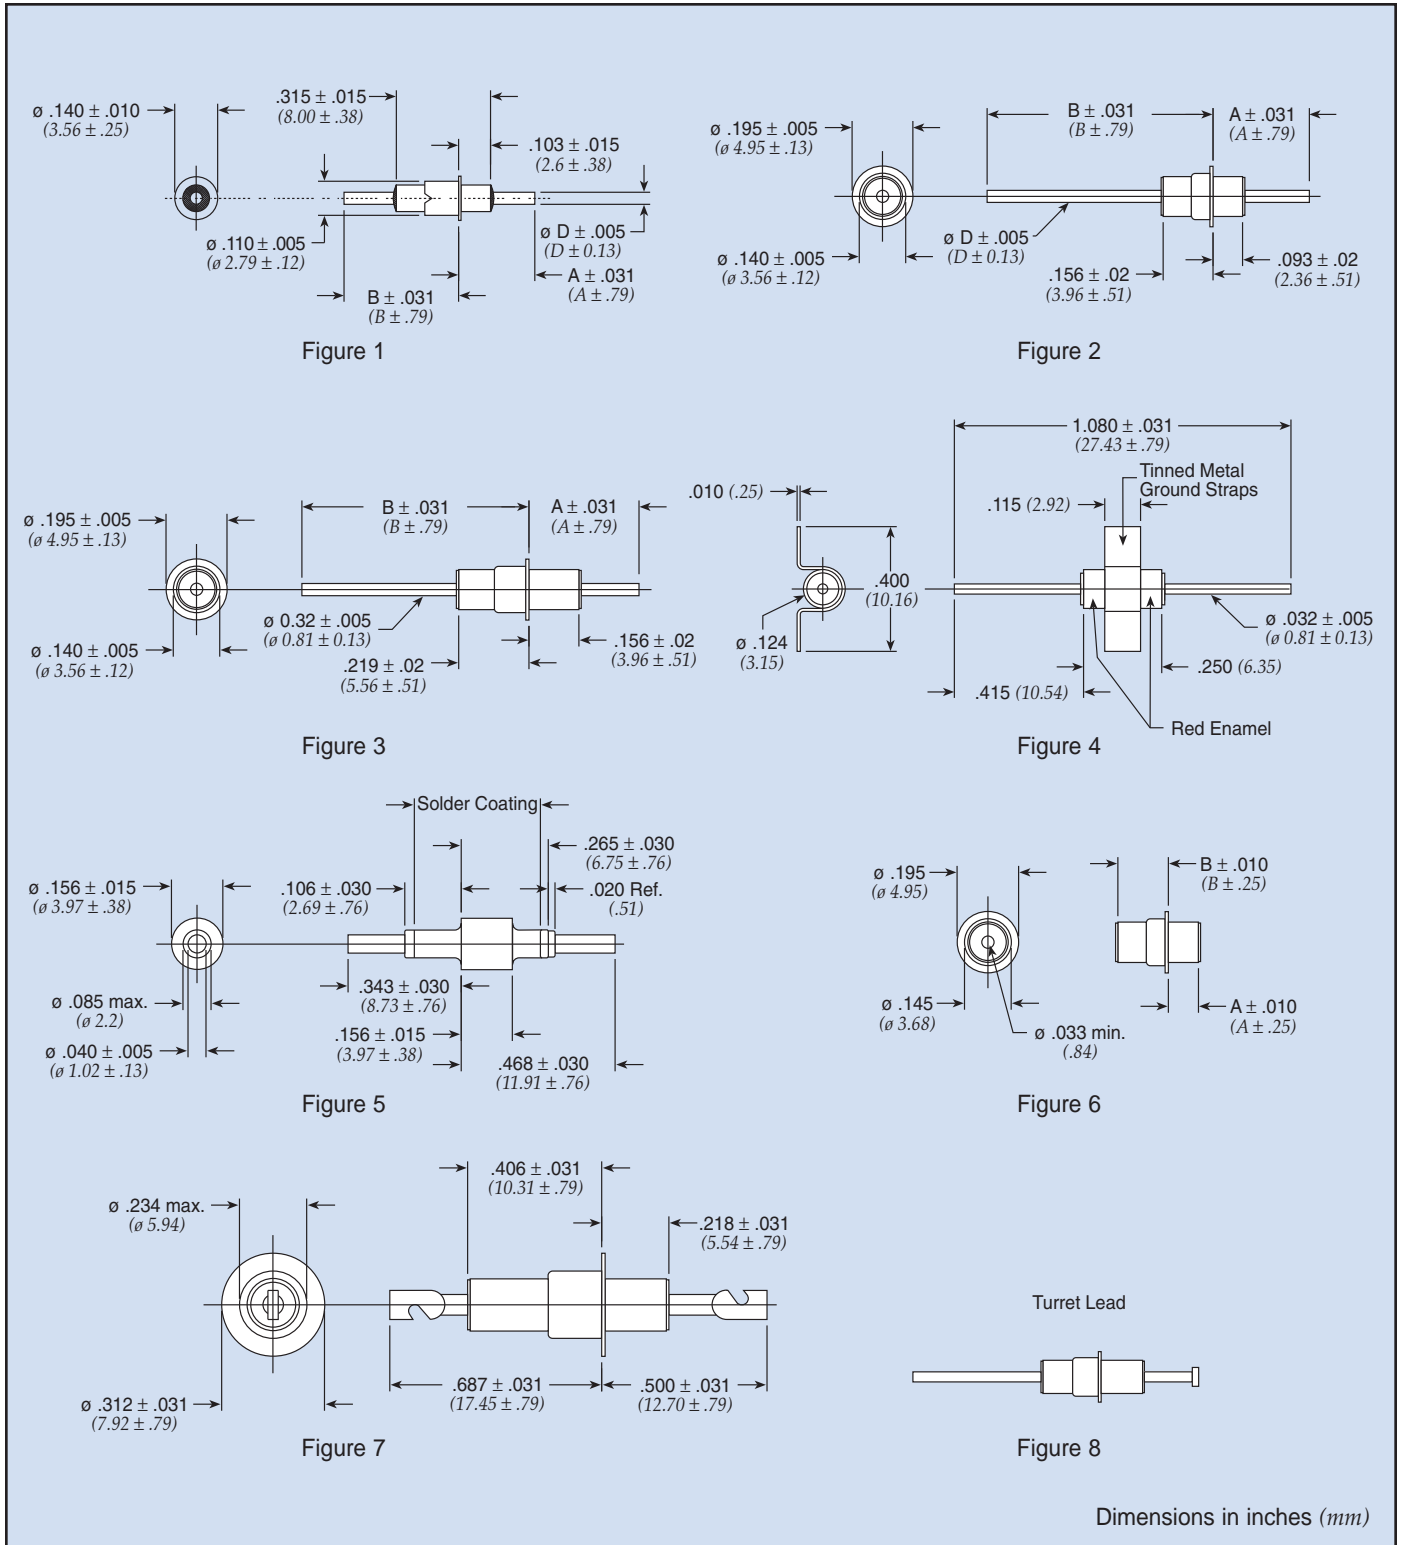 ø .140 ± .010
(3.56 ± .25)
.315 ± .015
(8.00 ± .38)
.103 ± .015
(2.6 ± .38)
ø .110 ± .005
(ø 2.79 ± .12)
ø D ± .005
(D ± 0.13)
B ± .031
(B ± .79)
A ± .031
(A ± .79)
Figure 1
ø .195 ± .005
(ø 4.95 ± .13)
B ± .031
(B ± .79)
A ± .031
(A ± .79)
ø .140 ± .005
(ø 3.56 ± .12)
ø D ± .005
(D ± 0.13)
.156 ± .02
(3.96 ± .51)
.093 ± .02
(2.36 ± .51)
Figure 2
ø .195 ± .005
(ø 4.95 ± .13)
B ± .031
(B ± .79)
A ± .031
(A ± .79)
ø .140 ± .005
(ø 3.56 ± .12)
ø 0.32 ± .005
(ø 0.81 ± 0.13)
.219 ± .02
(5.56 ± .51)
.156 ± .02
(3.96 ± .51)
Figure 3
1.080 ± .031
(27.43 ± .79)
.010 (.25)
.115 (2.92)
Tinned Metal
Ground Straps
.400
(10.16)
ø .124
(3.15)
ø .032 ± .005
(ø 0.81 ± 0.13)
.250 (6.35)
.415 (10.54)
Red Enamel
Figure 4
Solder Coating
.265 ± .030
(6.75 ± .76)
ø .156 ± .015
(ø 3.97 ± .38)
.106 ± .030
(2.69 ± .76)
.020 Ref.
(.51)
ø .085 max.
(ø 2.2)
.343 ± .030
(8.73 ± .76)
ø .040 ± .005
(ø 1.02 ± .13)
.156 ± .015
(3.97 ± .38)
.468 ± .030
(11.91 ± .76)
Figure 5
ø .195
(ø 4.95)
B ± .010
(B ± .25)
ø .145
(ø 3.68)
ø .033 min.
(.84)
A ± .010
(A ± .25)
Figure 6
ø .234 max.
(ø 5.94)
.406 ± .031
(10.31 ± .79)
.218 ± .031
(5.54 ± .79)
ø .312 ± .031
(7.92 ± .79)
.687 ± .031
(17.45 ± .79)
.500 ± .031
(12.70 ± .79)
Figure 7
Turret Lead
Figure 8
Dimensions in inches (mm)